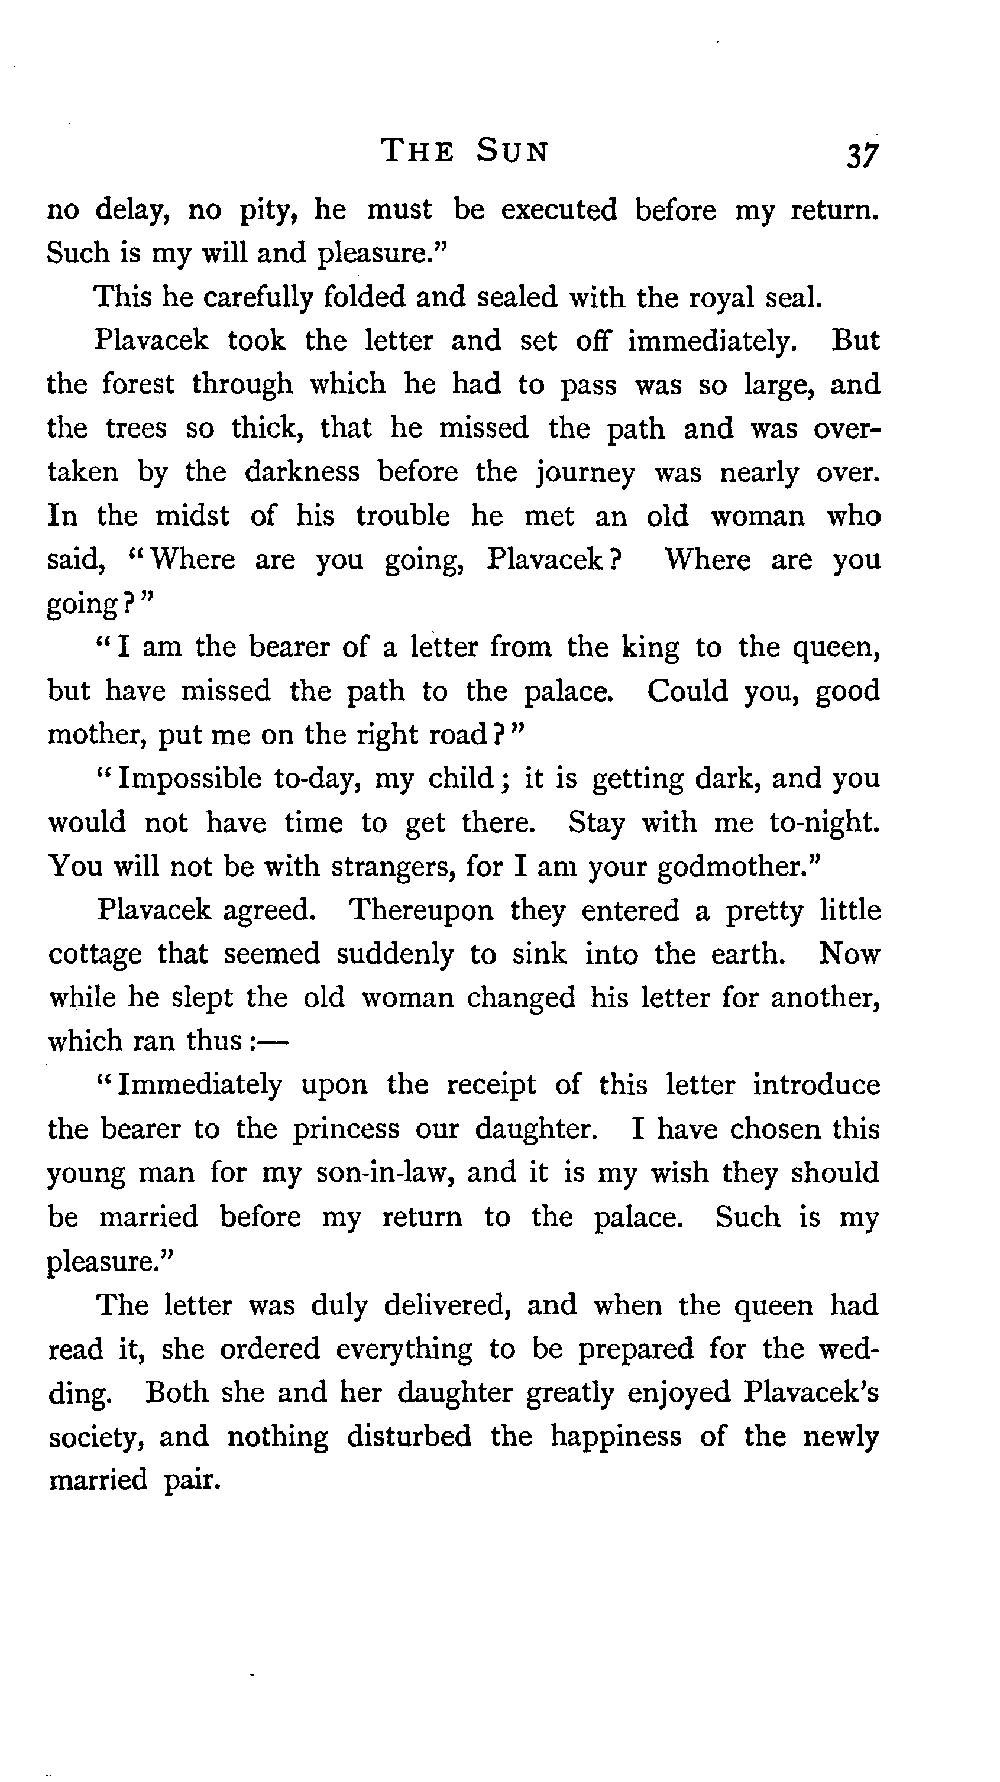 THE SUN 37
no delay, no pity, he must be executed before my return.
Such is my will and pleasure.”
This he carefully folded and sealed with the royal seal.
Plavacek took the letter and set off immediately. But
the forest through which he had to pass was so large, and
the trees so thick, that he missed the path and was over-
taken by the darkness before the journey was nearly over.
In the midst of his trouble he met an old woman who
said, “Where are you going, Plavacek? Where are you
going?”
“I am the bearer of a letter from the king to the queen,
but have missed the path to the palace. Could you, good
mother, put me on the right road?”
“Impossible to-day, my child; it is getting dark, and you
would not have time to get there. Stay with me to-night.
You will not be with strangers, for I am your godmother.”
Plavacek agreed. Thereupon they entered a pretty little
cottage that seemed suddenly to sink into the earth. Now
while he slept the old woman changed his letter for another,
which ran thus:—
“Immediately upon the receipt of this letter introduce
the bearer to the princess our daughter. I have chosen this
young man for my son-in-law, and it is my wish they should
be married before my return to the palace. Such is my
pleasure.”
The letter was duly delivered, and when the queen had
read it, she ordered everything to be prepared for the wed-
ding. Both she and her daughter greatly enjoyed Plavacek’s
society, and nothing disturbed the happiness of the newly
married pair.